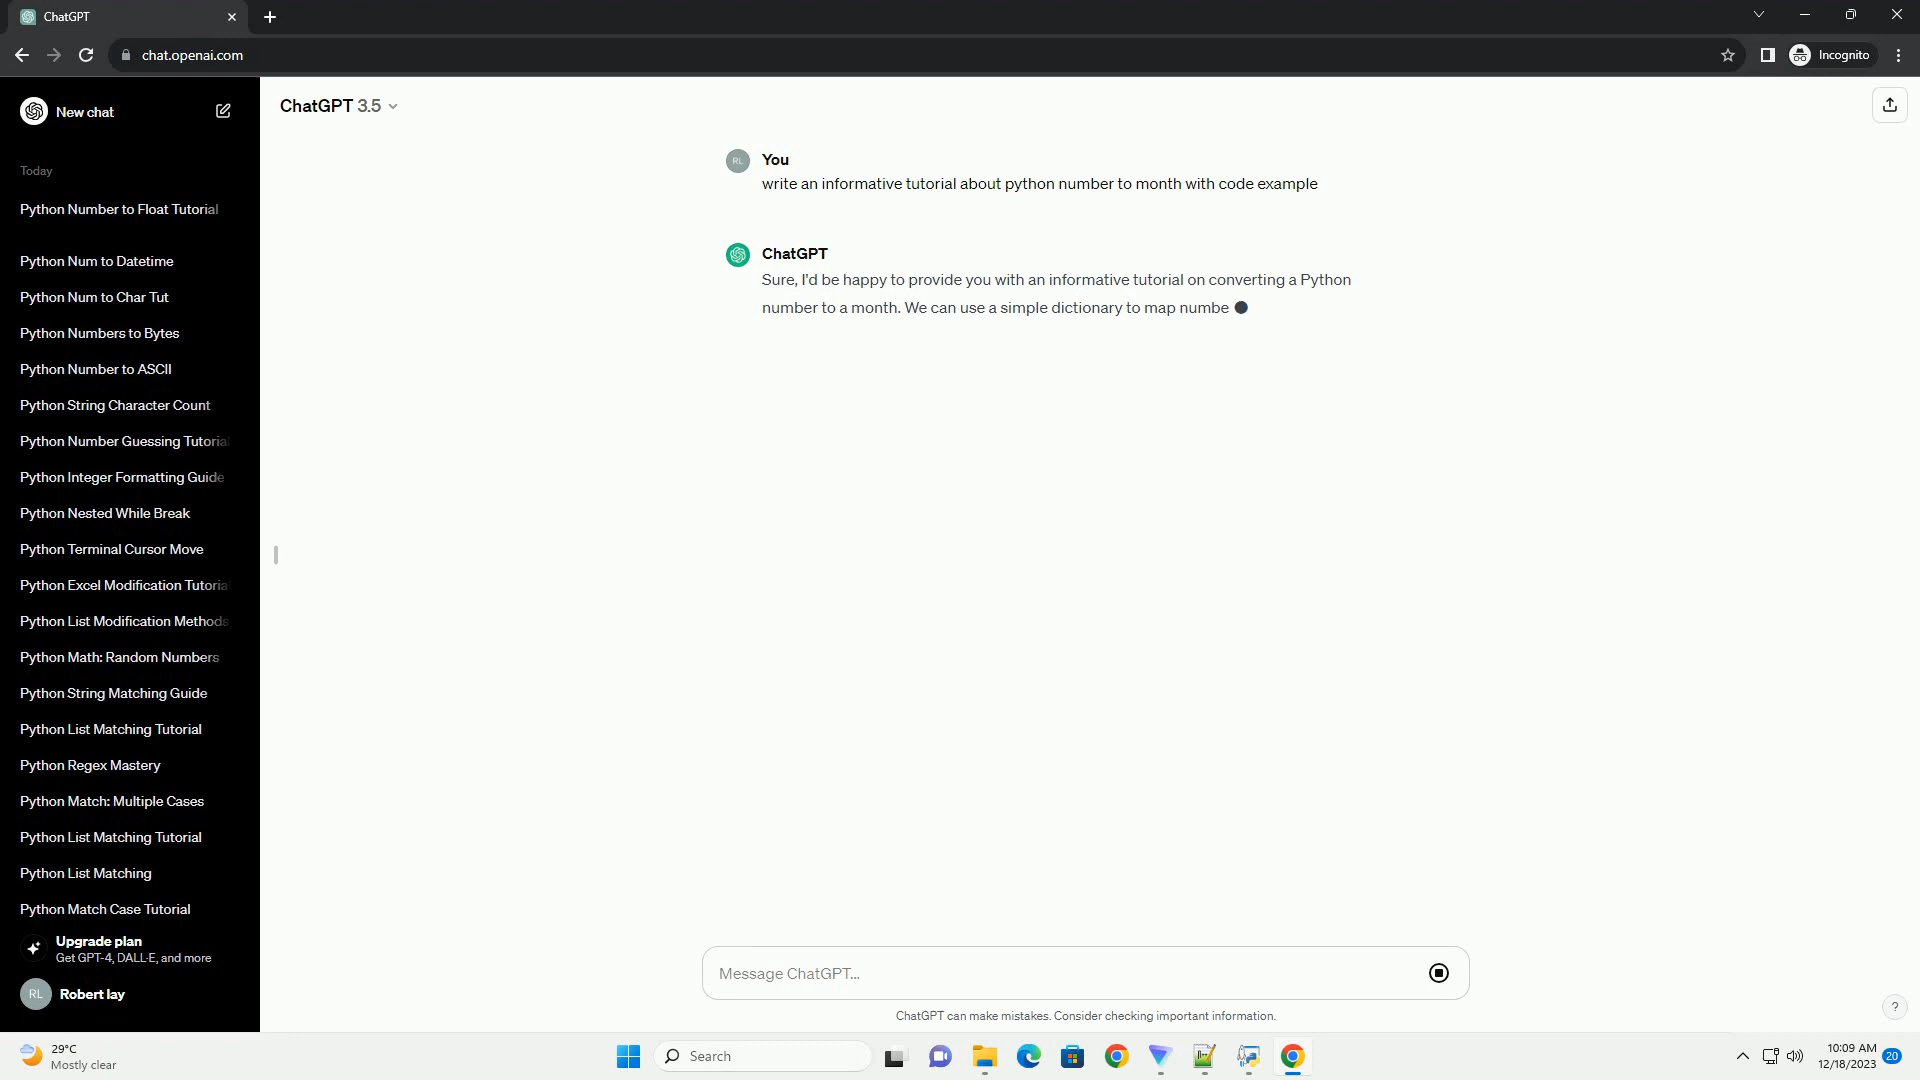 ChatGPT
chat.openai.com
Incognito
New chat
Today
Python Number to Float Tutorial
Python Num to Datetime
Python Num to Char Tut
Python Numbers to Bytes
Python Number to ASCII
Python String Character Count
Python Number Guessing Tutoria
Python Integer Formatting Guide
Python Nested While Break
Python Terminal Cursor Move
Python Excel Modification Tutoria
Python List Modification Methods
Python Math: Random Numbers
Python String Matching Guide
Python List Matching Tutorial
Python Regex Mastery
Python Match: Multiple Cases
Python List Matching Tutorial
Python List Matching
Python Match Case Tutorial
Upgrade plan
Get GPT-4, DALL·E, and more
RL Robert lay
ChatGPT 3.5
RL You
write an informative tutorial about python number to month with code example
ChatGPT
Sure, I'd be happy to provide you with an informative tutorial on converting a Python
number to a month. We can use a simple dictionary to map numbe
Message ChatGPT...
ChatGPT can make mistakes. Consider checking important information.
?
29°C
Mostly clear
Search
10:09 AM
12/18/2023
20